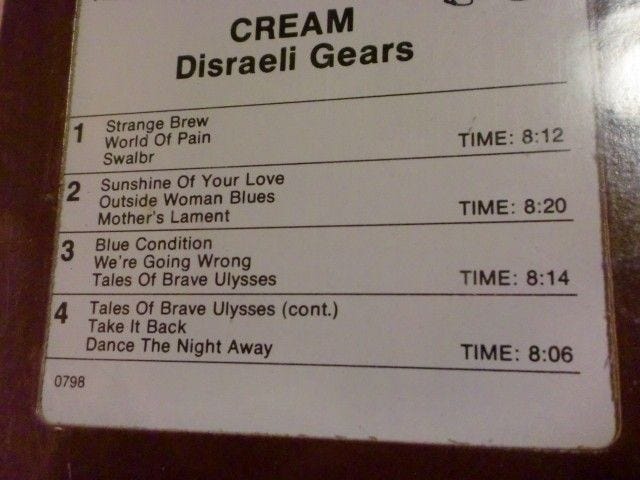 CREAM
Disraeli Gears
1 Strange Brew
World Of Pain
Swalbr
TIME: 8:12
2 Sunshine Of Your Love
Outside Woman Blues
Mother's Lament
TIME: 8:20
3 Blue Condition
We're Going Wrong
Tales Of Brave Ulysses
TIME: 8:14
4 Tales Of Brave Ulysses (cont.)
Take It Back
Dance The Night Away
TIME: 8:06
0798